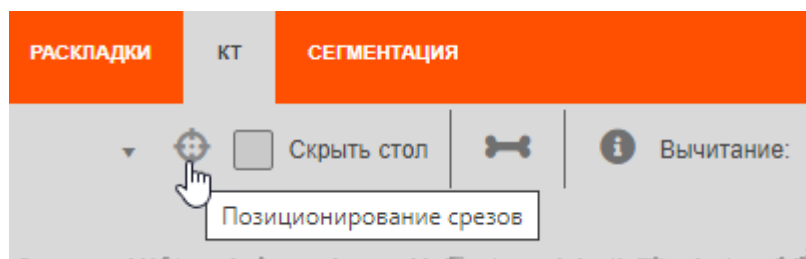 РАСКЛАДКИ КТ СЕГМЕНТАЦИЯ
Скрыть стол Вычитание:
Позиционирование срезов